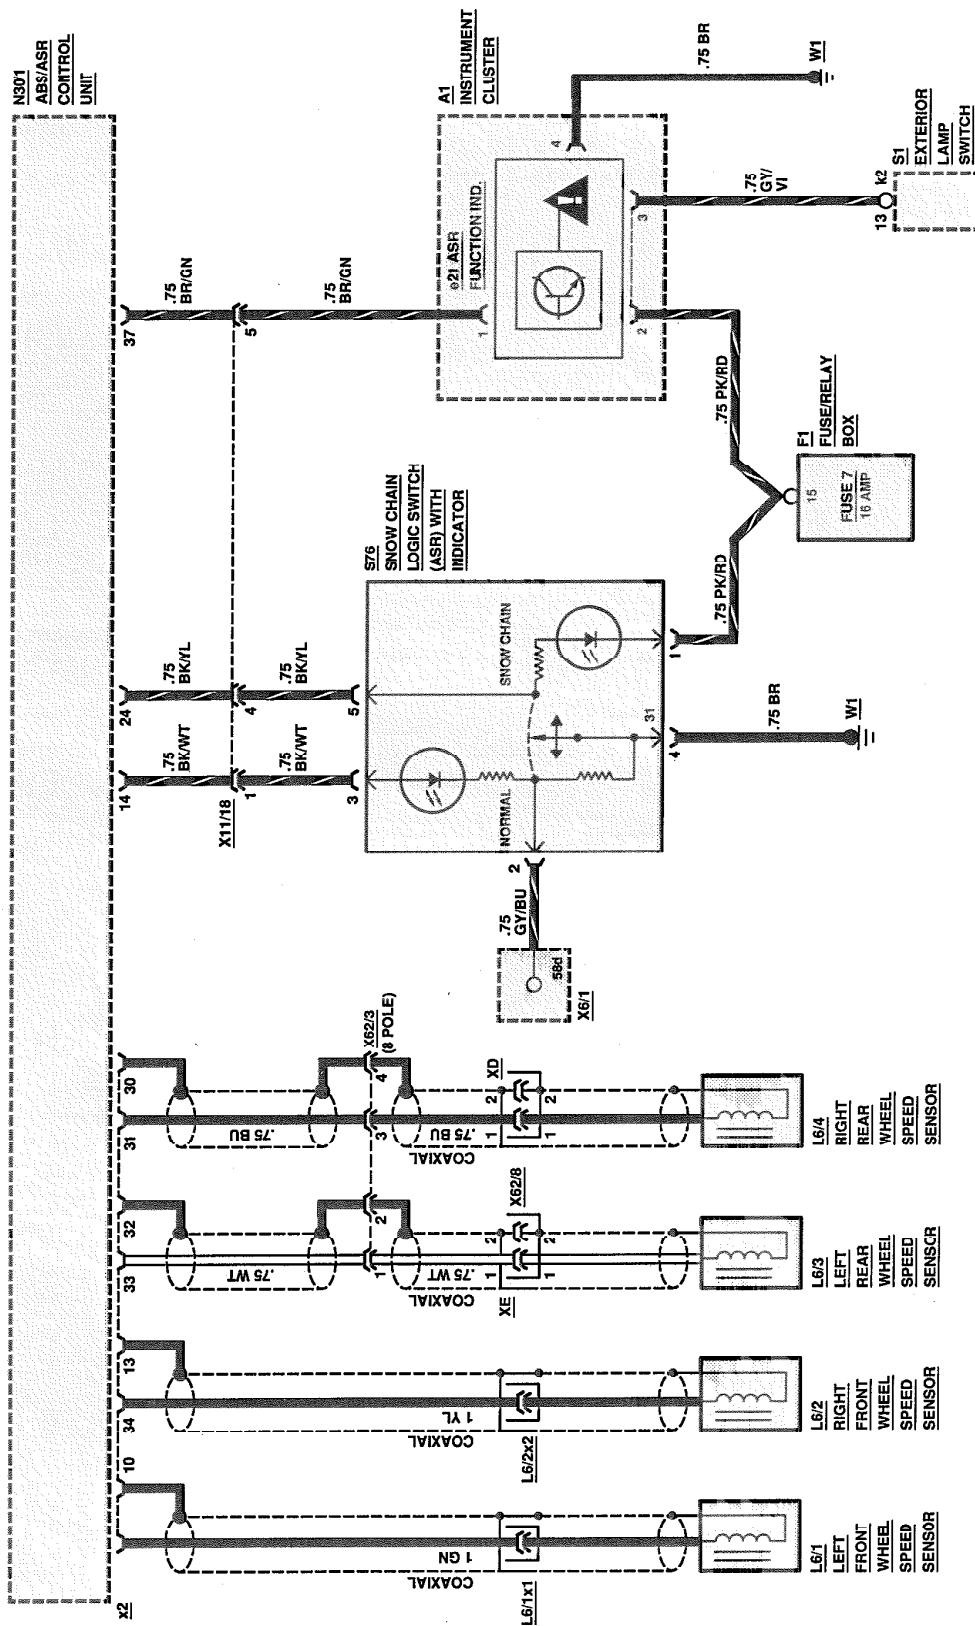 N301
ABS/ASR
CONTROL
UNIT
x2
10
34
13
33
32
31
30
14
24
37
.75
BK/WT
.75
BK/YL
.75
BR/GN
X11/18
1
4
5
.75
BK/WT
.75
BK/YL
.75
BR/GN
3
5
S76
SNOW CHAIN
LOGIC SWITCH
(ASR) WITH
INDICATOR
NORMAL
SNOW CHAIN
31
2
4
1
.75
GY/BU
58d
X6/1
.75 BR
W1
.75 PK/RD
.75 PK/RD
F1
FUSE/RELAY
BOX
15
FUSE 7
16 AMP
A1
INSTRUMENT
CLUSTER
e21 ASR
FUNCTION IND.
1
2
3
4
.75 BR
W1
.75
GY/
VI
13
k2
S1
EXTERIOR
LAMP
SWITCH
COAXIAL
1 GN
L6/1x1
L6/1
LEFT
FRONT
WHEEL
SPEED
SENSOR
COAXIAL
1 YL
L6/2x2
L6/2
RIGHT
FRONT
WHEEL
SPEED
SENSOR
.75 WT
1
2
COAXIAL
.75 WT
XE
X62/8
1
2
1
2
L6/3
LEFT
REAR
WHEEL
SPEED
SENSOR
.75 BU
X62/3
(8 POLE)
3
4
COAXIAL
.75 BU
XD
1
2
1
2
L6/4
RIGHT
REAR
WHEEL
SPEED
SENSOR